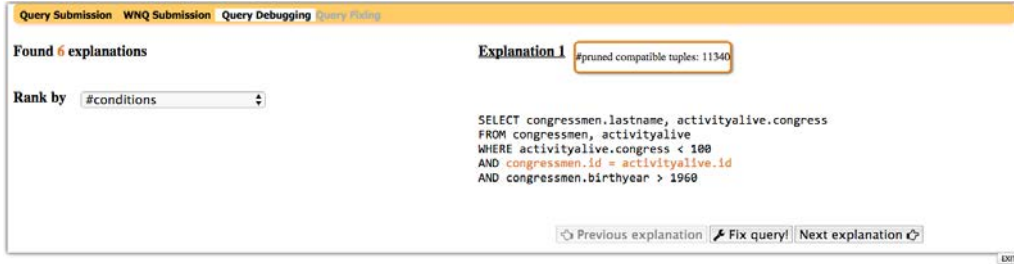 Query Submission WNQ Submission Query Debugging Query Fixing
Found 6 explanations
Rank by #conditions
Explanation 1 #pruned compatible tuples: 11340
SELECT congressmen.lastname, activityalive.congress
FROM congressmen, activityalive
WHERE activityalive.congress < 100
AND congressmen.id = activityalive.id
AND congressmen.birthyear > 1960
Previous explanation Fix query! Next explanation
EXIT